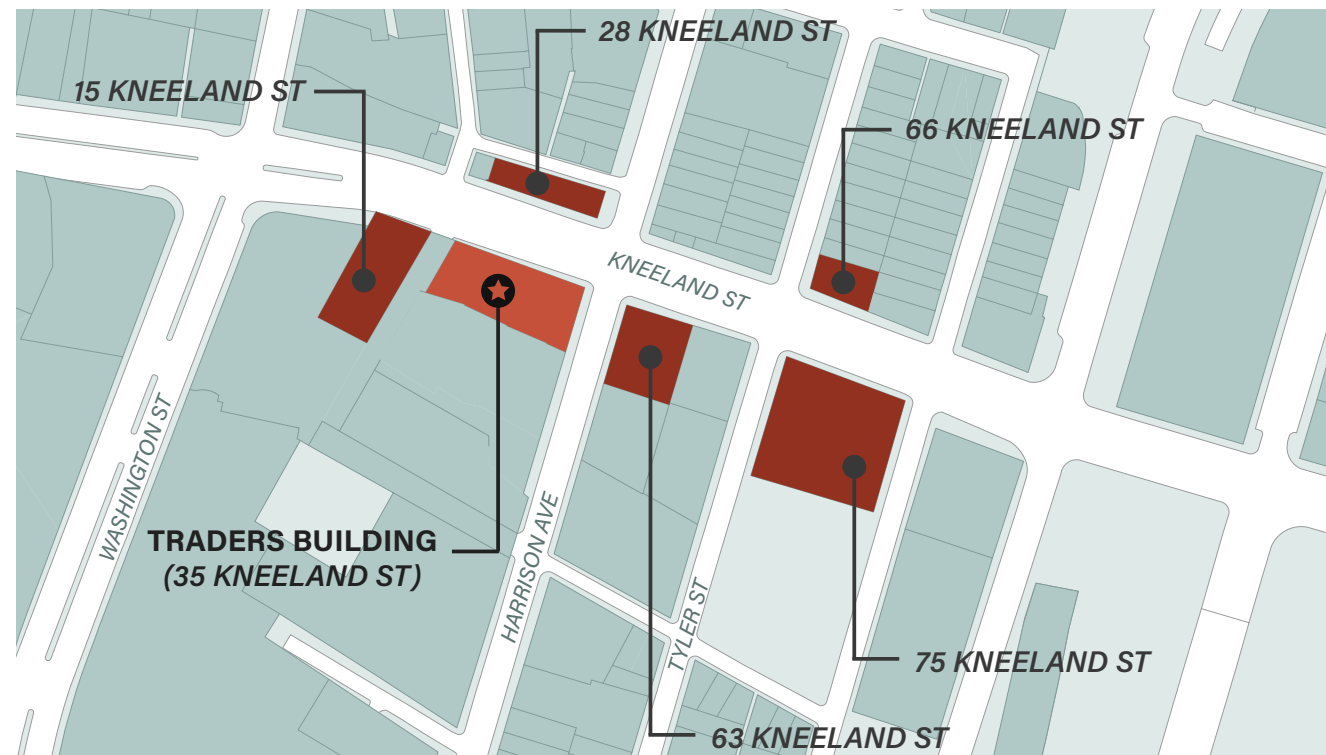 28 KNEELAND ST
15 KNEELAND ST
66 KNEELAND ST
KNEELAND ST
WASHINGTON ST
TRADERS BUILDING
(35 KNEELAND ST)
HARRISON AVE
TYLER ST
75 KNEELAND ST
63 KNEELAND ST